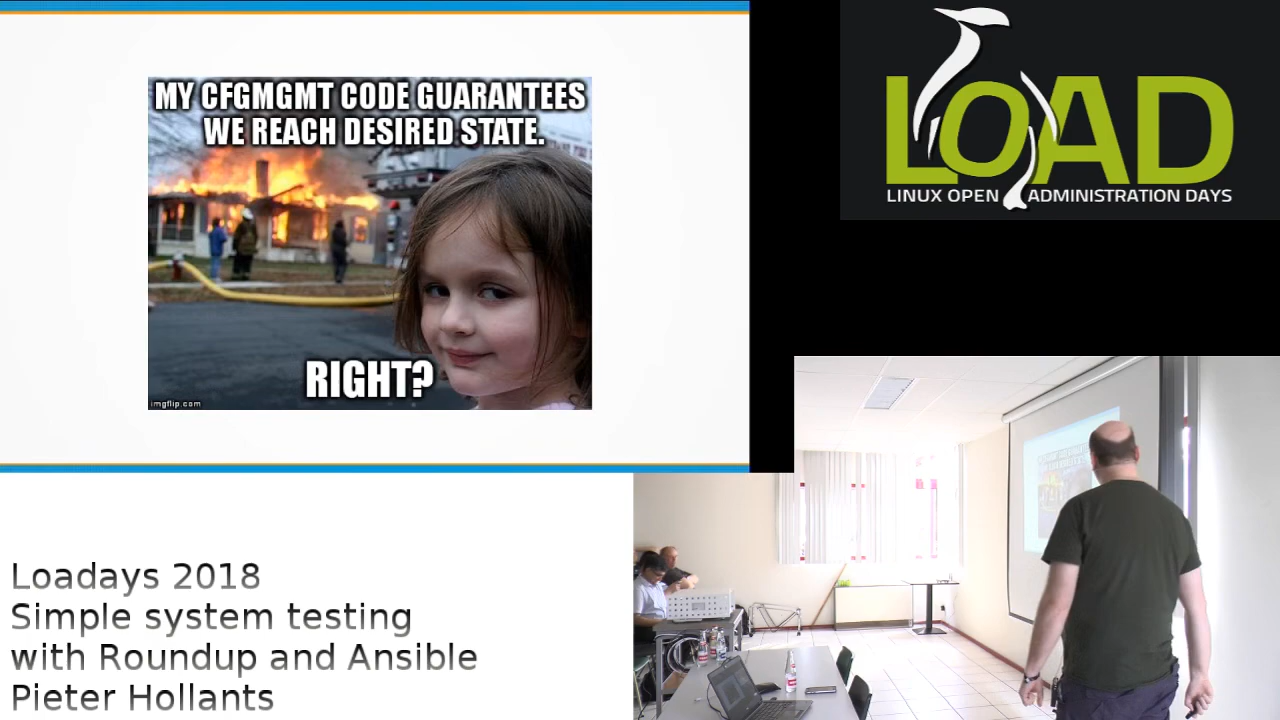 MY CFGMGMT CODE GUARANTEES
WE REACH DESIRED STATE.
RIGHT?
imgflip.com
LOAD
LINUX OPEN ADMINISTRATION DAYS
Loadays 2018
Simple system testing
with Roundup and Ansible
Pieter Hollants